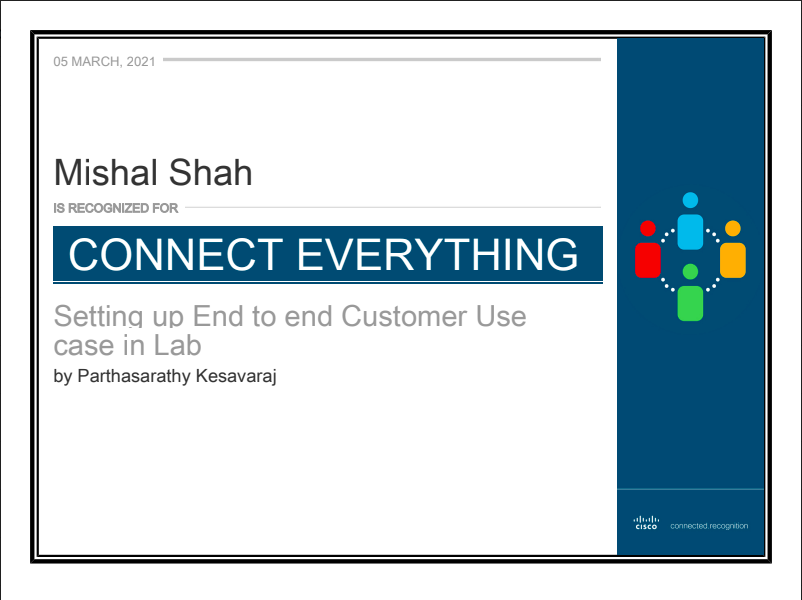 05 MARCH, 2021
Mishal Shah
IS RECOGNIZED FOR
CONNECT EVERYTHING
Setting up End to end Customer Use
case in Lab
by Parthasarathy Kesavaraj
CISCO connected.recognition